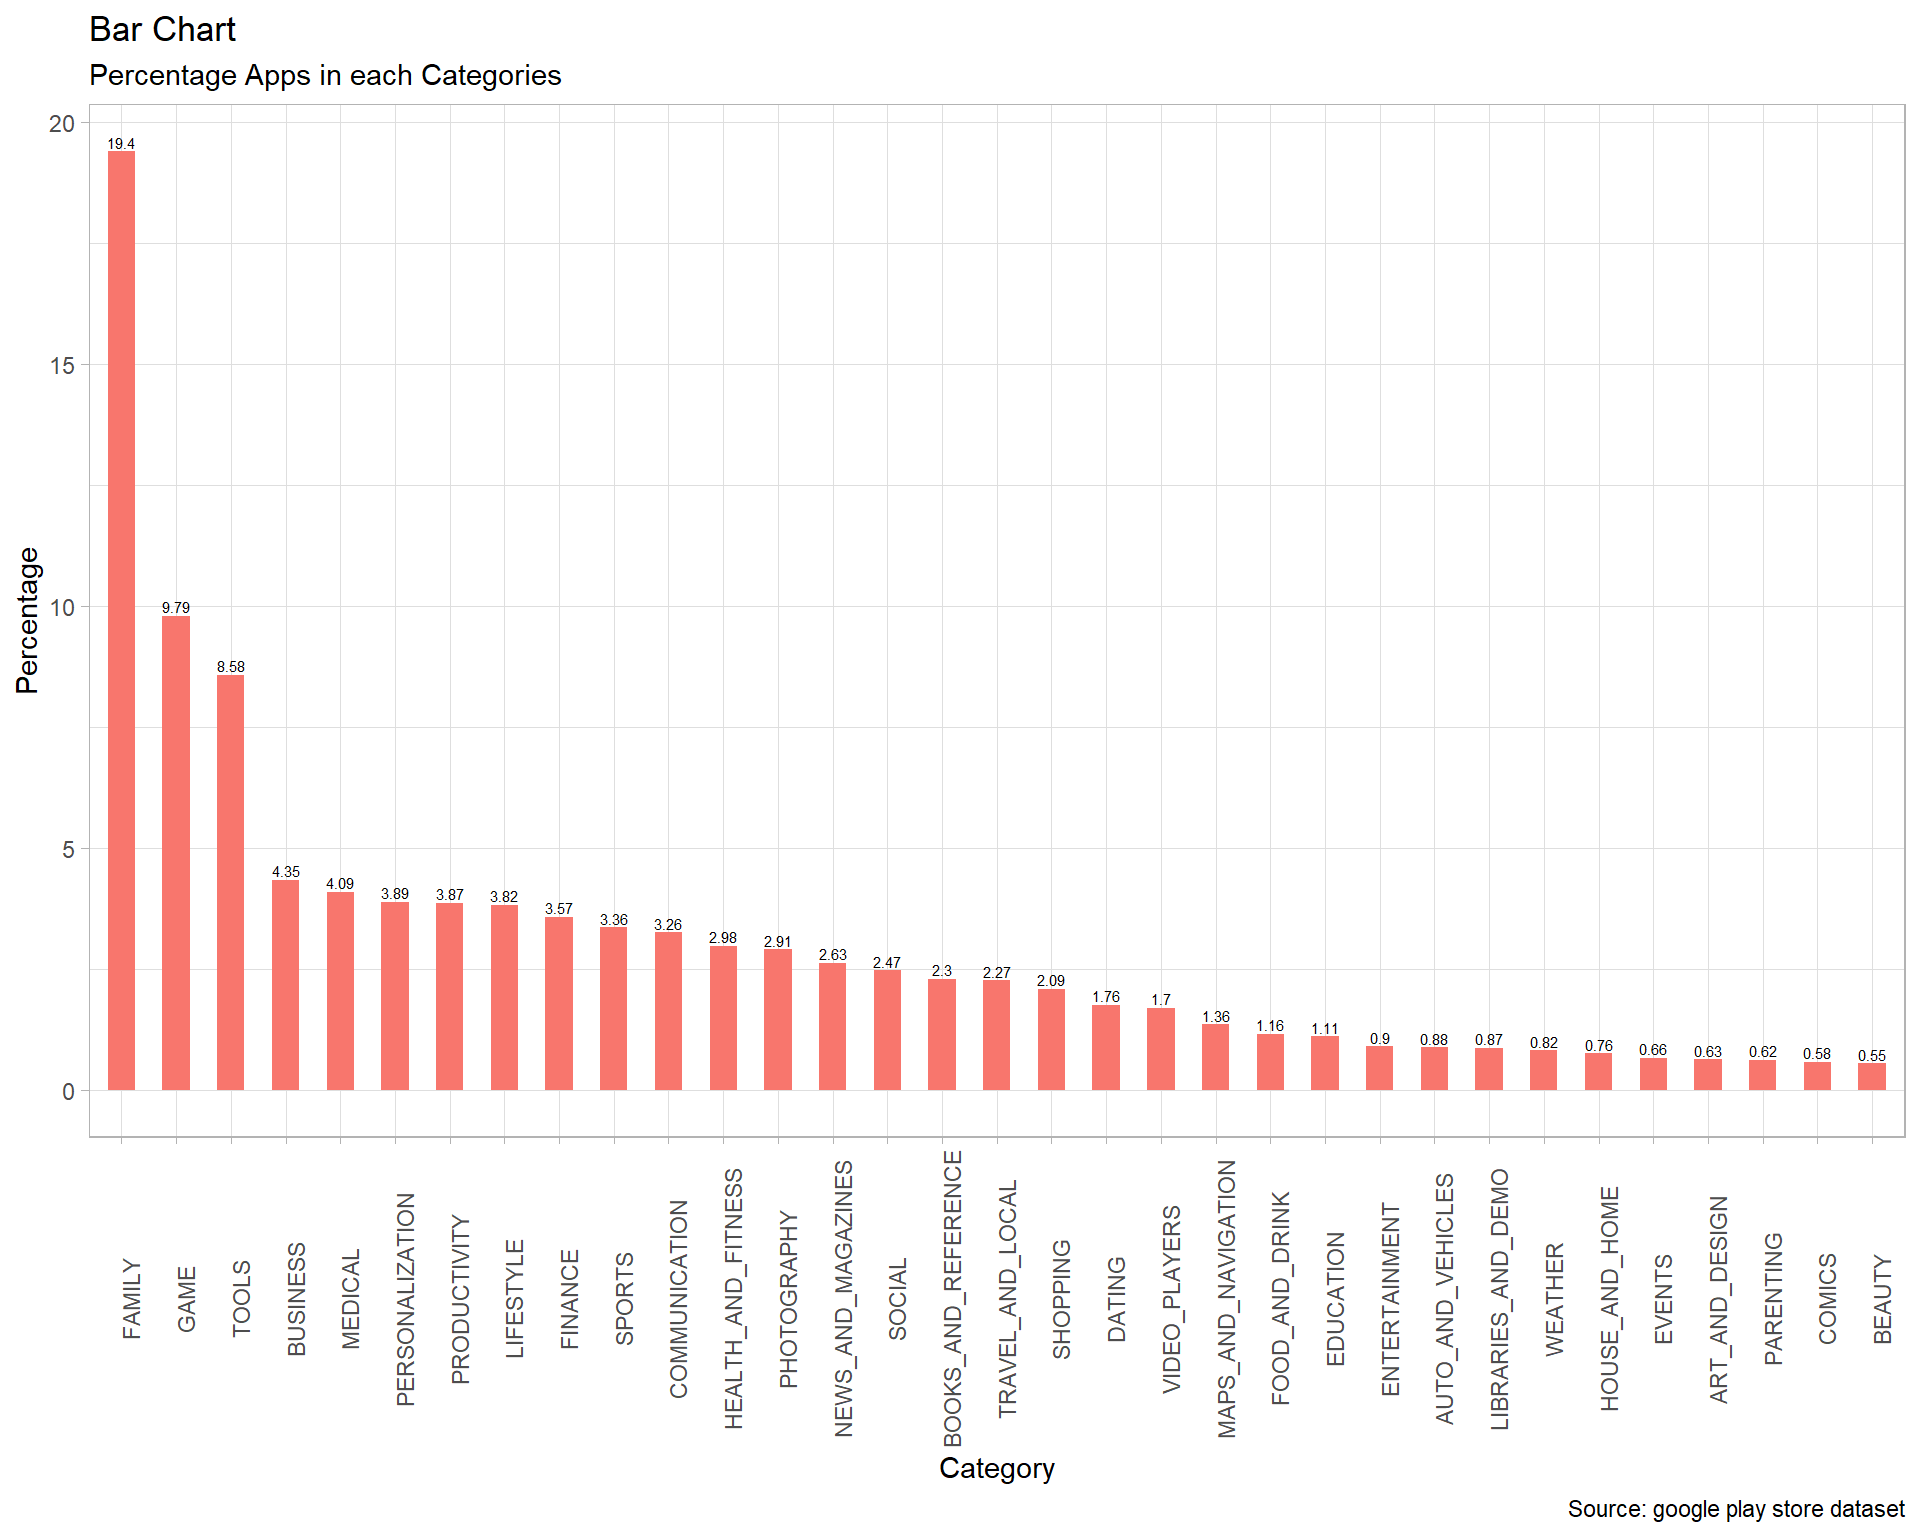 Bar Chart
Percentage Apps in each Categories
Percentage
20
15
10
5
0
19.4
9.79
8.58
4.35
4.09
3.89
3.87
3.82
3.57
3.36
3.26
2.98
2.91
2.63
2.47
2.3
2.27
2.09
1.76
1.7
1.36
1.16
1.11
0.9
0.88
0.87
0.82
0.76
0.66
0.63
0.62
0.58
0.55
FAMILY
GAME
TOOLS
BUSINESS
MEDICAL
PERSONALIZATION
PRODUCTIVITY
LIFESTYLE
FINANCE
SPORTS
COMMUNICATION
HEALTH_AND_FITNESS
PHOTOGRAPHY
NEWS_AND_MAGAZINES
SOCIAL
BOOKS_AND_REFERENCE
TRAVEL_AND_LOCAL
SHOPPING
DATING
VIDEO_PLAYERS
MAPS_AND_NAVIGATION
FOOD_AND_DRINK
EDUCATION
ENTERTAINMENT
AUTO_AND_VEHICLES
LIBRARIES_AND_DEMO
WEATHER
HOUSE_AND_HOME
EVENTS
ART_AND_DESIGN
PARENTING
COMICS
BEAUTY
Category
Source: google play store dataset